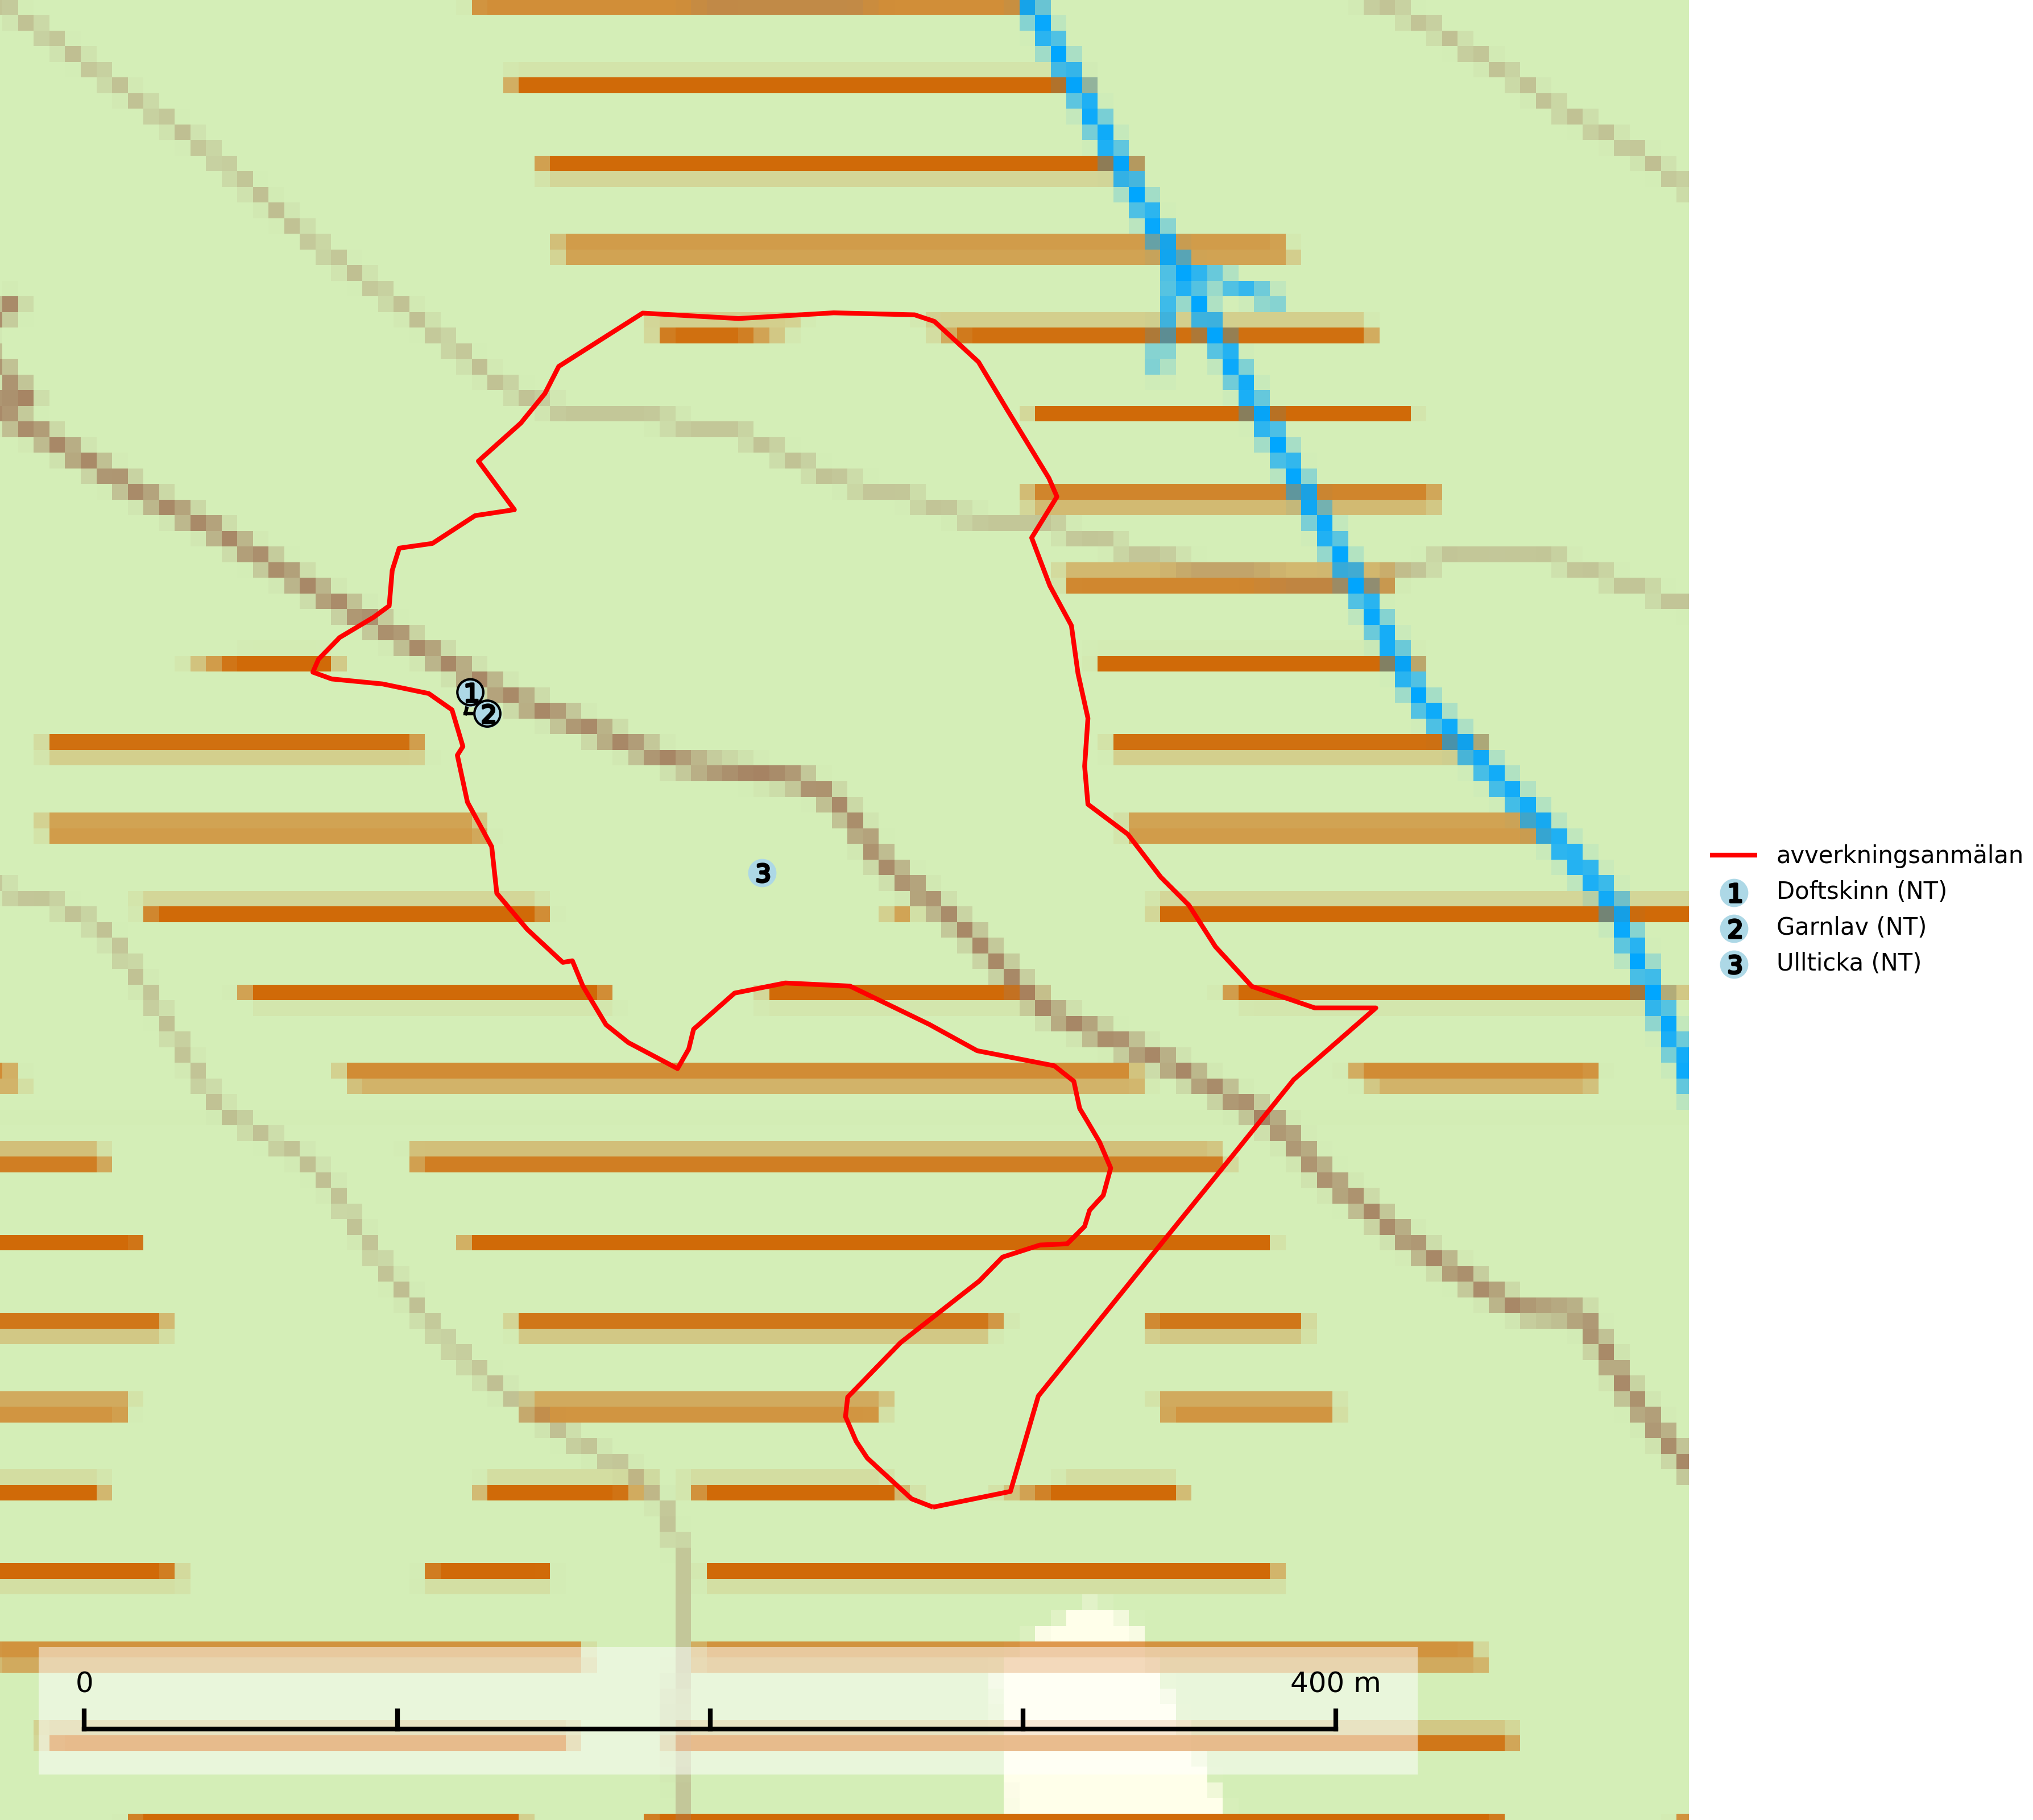 1
2
3
avverkningsanmälan
1 Doftskinn (NT)
2 Garnlav (NT)
3 Ullticka (NT)
0 400 m